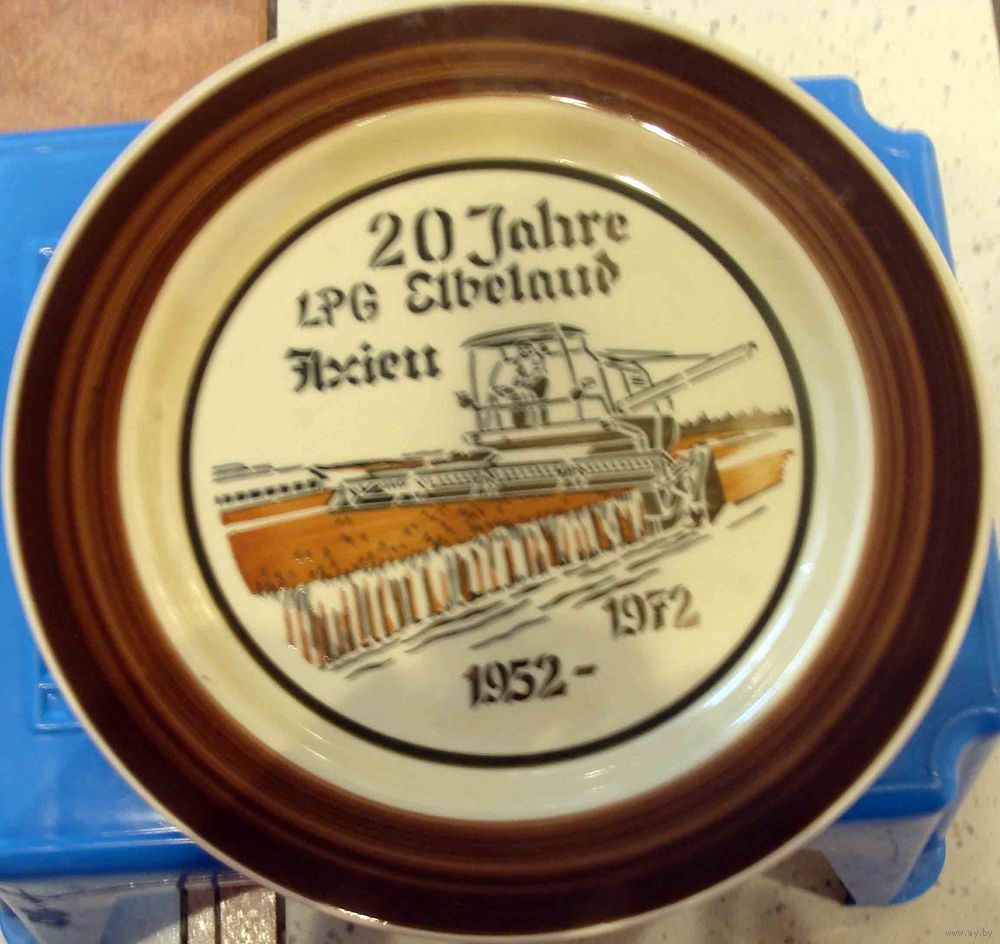 20 Jahre
LPG Elbeland
Axien
1952 - 1972
www.ay.by